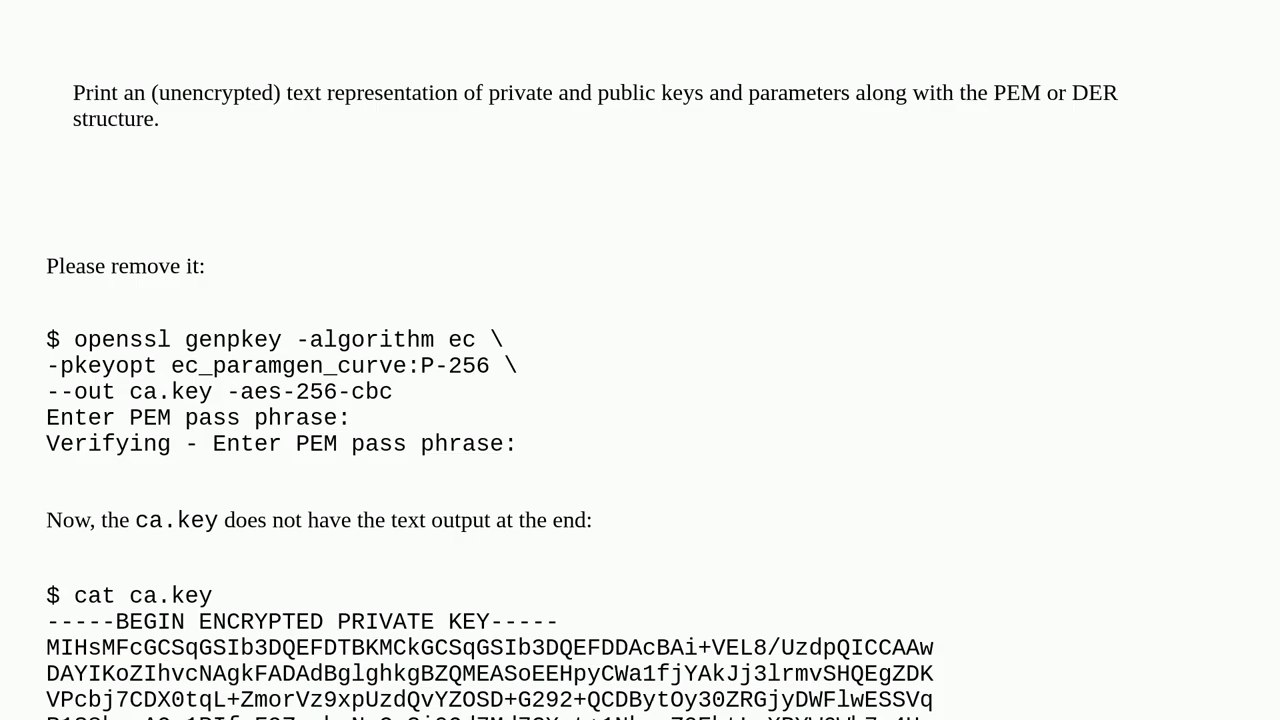 Print an (unencrypted) text representation of private and public keys and parameters along with the PEM or DER
structure.
Please remove it:
$ openssl genpkey -algorithm ec \
-pkeyopt ec_paramgen_curve:P-256 \
--out ca.key -aes-256-cbc
Enter PEM pass phrase:
Verifying - Enter PEM pass phrase:
Now, the ca.key does not have the text output at the end:
$ cat ca.key
-----BEGIN ENCRYPTED PRIVATE KEY-----
MIHsMFcGCSqGSIb3DQEFDTBKMCkGCSqGSIb3DQEFDDAcBAi+VEL8/UzdpQICCAAw
DAYIKoZIhvcNAgkFADAdBglghkgBZQMEASoEEHpyCWa1fjYAkJj3lrmvSHQEgZDK
VPcbj7CDX0tqL+ZmorVz9xpUzdQvYZOSD+G292+QCDBytOy30ZRGjyDWFlwESSVq